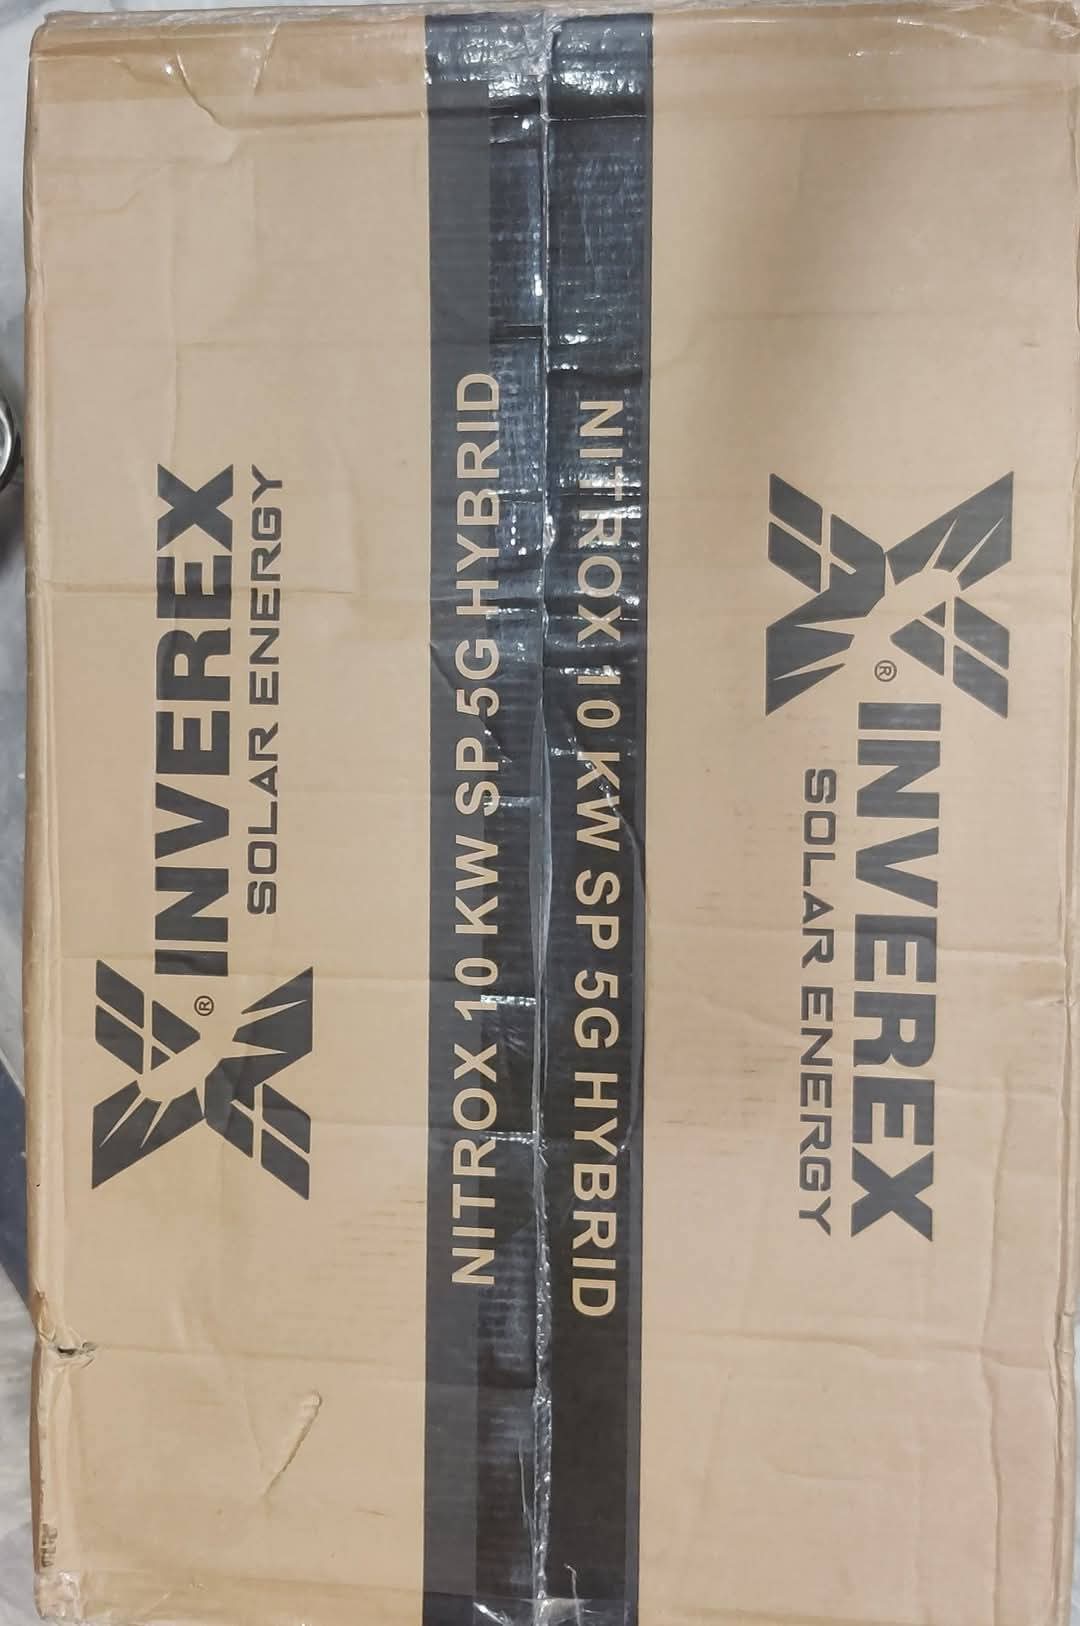 INVEREX
®
SOLAR ENERGY
NITROX 10 KW SP 5G HYBRID
NITROX 10 KW SP 5G HYBRID
INVEREX
®
SOLAR ENERGY